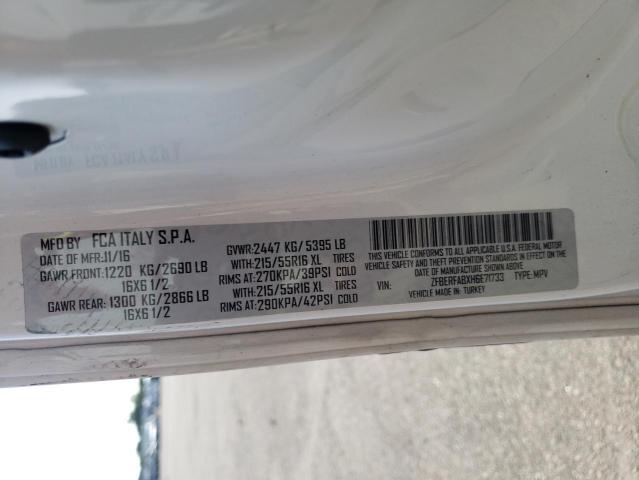 MFD BY FCA ITALY S.P.A.
DATE OF MFR:11/16 GVWR:2447 KG/ 5395 LB
GAWR FRONT:1220 KG/2690 LB WITH:215/55R16 XL TIRES
16X6 1/2 RIMS AT:270KPA/39PSI COLD
GAWR REAR: 1300 KG/2866 LB WITH:215/55R16 XL TIRES
16X6 1/2 RIMS AT:290KPA/42PSI COLD
THIS VEHICLE CONFORMS TO ALL APPLICABLE U.S.A. FEDERAL MOTOR
VEHICLE SAFETY AND THEFT PREVENTION STANDARDS IN EFFECT ON THE
DATE OF MANUFACTURE SHOWN ABOVE.
VIN: ZFBERFABXH6E71733 TYPE: MPV
VEHICLE MADE IN: TURKEY